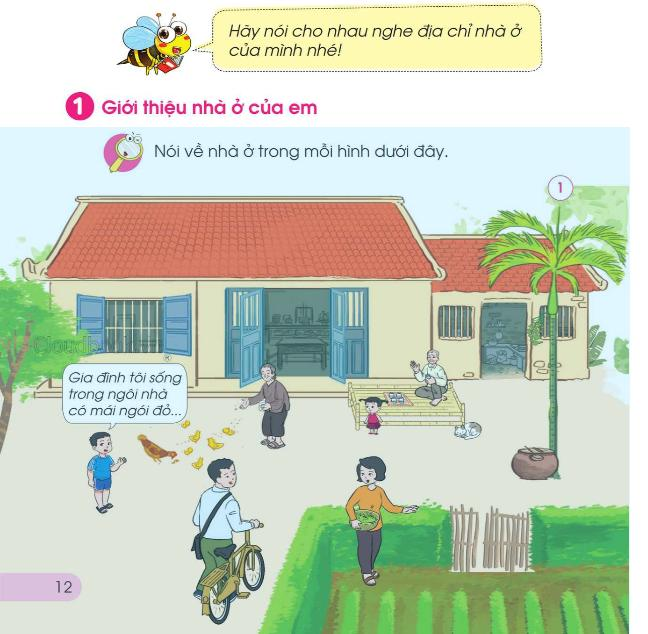 Hãy nói cho nhau nghe địa chỉ nhà ở
của mình nhé!
1 Giới thiệu nhà ở của em
Nói về nhà ở trong mỗi hình dưới đây.
1
Gia đình tôi sống
trong ngôi nhà
có mái ngói đỏ...
12